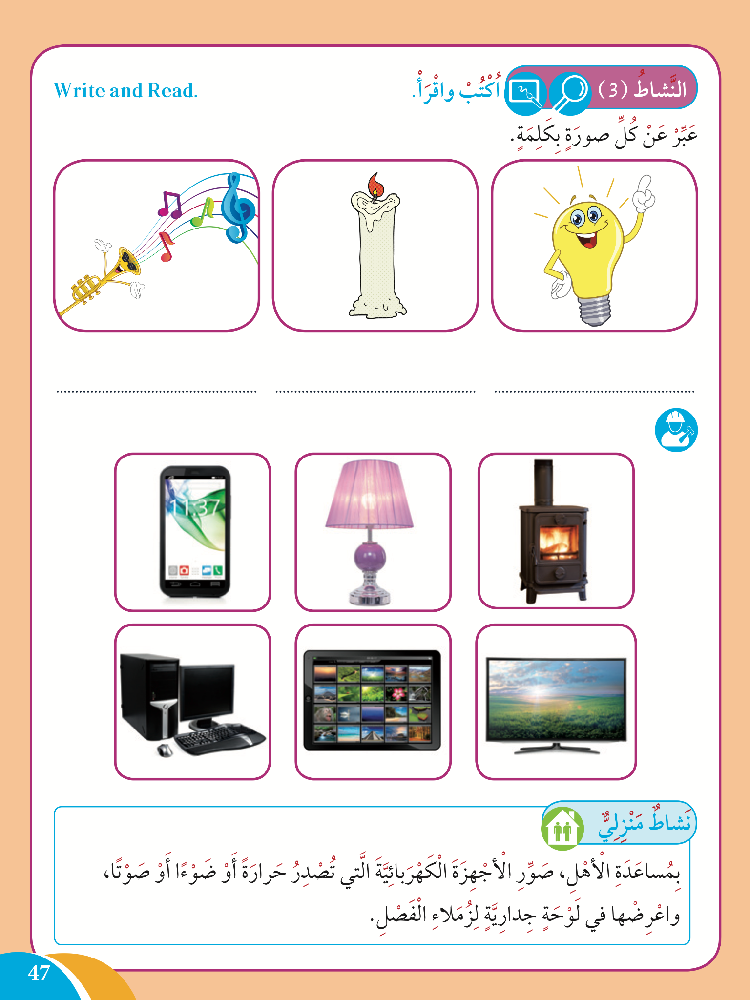 النَّشاطُ (3) اُكْتُبْ واقْرَأْ. Write and Read.
عَبِّرْ عَنْ كُلِّ صورَةٍ بِكَلِمَةٍ.
11:37
نَشاطٌ مَنْزِلِيٌّ
بِمُساعَدَةِ الْأَهْلِ، صَوِّرِ الْأَجْهِزَةَ الْكَهْرَبائِيَّةَ الَّتي تُصْدِرُ حَرارَةً أَوْ ضَوْءًا أَوْ صَوْتًا،
واعْرِضْها في لَوْحَةٍ جِدارِيَّةٍ لِزُمَلاءِ الْفَصْلِ.
47